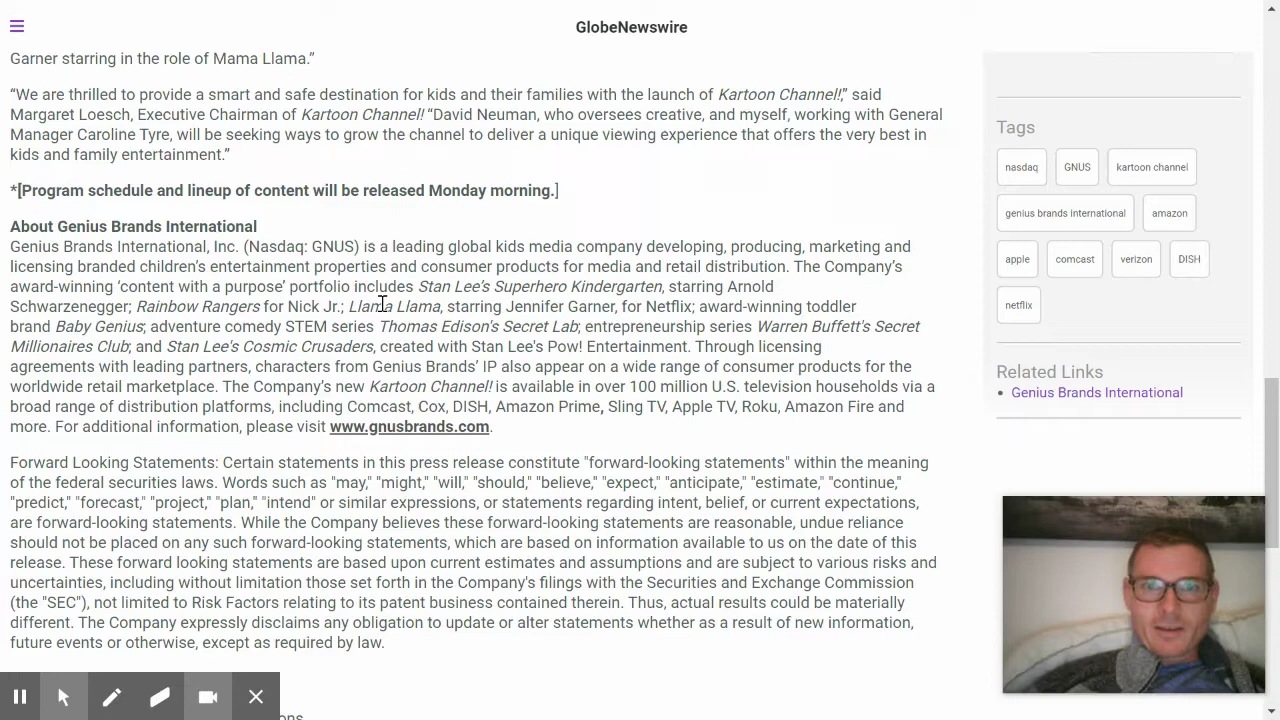 GlobeNewswire
Garner starring in the role of Mama Llama.”
“We are thrilled to provide a smart and safe destination for kids and their families with the launch of Kartoon Channel!,” said
Margaret Loesch, Executive Chairman of Kartoon Channel! “David Neuman, who oversees creative, and myself, working with General
Manager Caroline Tyre, will be seeking ways to grow the channel to deliver a unique viewing experience that offers the very best in
kids and family entertainment.”
*[Program schedule and lineup of content will be released Monday morning.]
About Genius Brands International
Genius Brands International, Inc. (Nasdaq: GNUS) is a leading global kids media company developing, producing, marketing and
licensing branded children’s entertainment properties and consumer products for media and retail distribution. The Company’s
award-winning ‘content with a purpose’ portfolio includes Stan Lee’s Superhero Kindergarten, starring Arnold
Schwarzenegger; Rainbow Rangers for Nick Jr.; Llama Llama, starring Jennifer Garner, for Netflix; award-winning toddler
brand Baby Genius; adventure comedy STEM series Thomas Edison's Secret Lab; entrepreneurship series Warren Buffett's Secret
Millionaires Club; and Stan Lee's Cosmic Crusaders, created with Stan Lee's Pow! Entertainment. Through licensing
agreements with leading partners, characters from Genius Brands’ IP also appear on a wide range of consumer products for the
worldwide retail marketplace. The Company’s new Kartoon Channel! is available in over 100 million U.S. television households via a
broad range of distribution platforms, including Comcast, Cox, DISH, Amazon Prime, Sling TV, Apple TV, Roku, Amazon Fire and
more. For additional information, please visit www.gnusbrands.com.
Forward Looking Statements: Certain statements in this press release constitute "forward-looking statements" within the meaning
of the federal securities laws. Words such as "may," "might," "will," "should," "believe," "expect," "anticipate," "estimate," "continue,"
"predict," "forecast," "project," "plan," "intend" or similar expressions, or statements regarding intent, belief, or current expectations,
are forward-looking statements. While the Company believes these forward-looking statements are reasonable, undue reliance
should not be placed on any such forward-looking statements, which are based on information available to us on the date of this
release. These forward looking statements are based upon current estimates and assumptions and are subject to various risks and
uncertainties, including without limitation those set forth in the Company's filings with the Securities and Exchange Commission
(the "SEC"), not limited to Risk Factors relating to its patent business contained therein. Thus, actual results could be materially
different. The Company expressly disclaims any obligation to update or alter statements whether as a result of new information,
future events or otherwise, except as required by law.
Tags
nasdaq GNUS kartoon channel
genius brands international amazon
apple comcast verizon DISH
netflix
Related Links
Genius Brands International